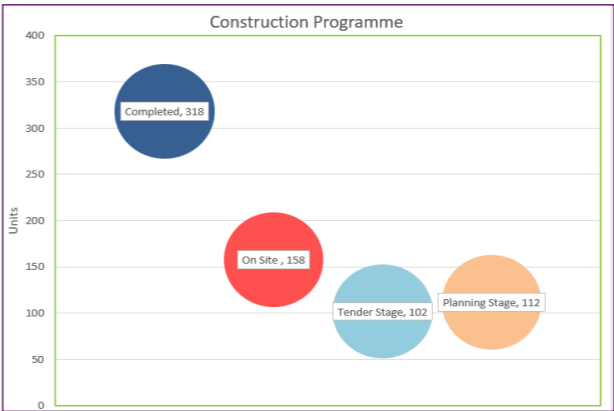 Construction Programme
400
350
300
250
200
150
100
50
0
Units
Completed, 318
On Site , 158
Tender Stage, 102
Planning Stage, 112